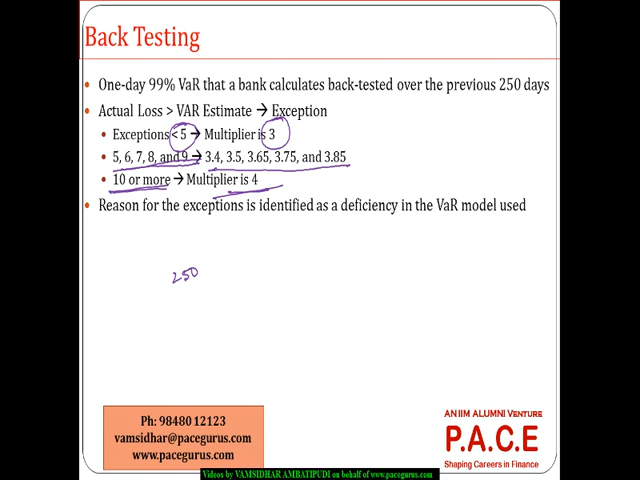 Back Testing
• One-day 99% VaR that a bank calculates back-tested over the previous 250 days
• Actual Loss > VAR Estimate → Exception
• Exceptions < 5 → Multiplier is 3
• 5, 6, 7, 8, and 9 → 3.4, 3.5, 3.65, 3.75, and 3.85
• 10 or more → Multiplier is 4
• Reason for the exceptions is identified as a deficiency in the VaR model used
250
Ph: 98480 12123
vamsidhar@pacegurus.com
www.pacegurus.com
AN IIM ALUMNI VENTURE
P.A.C.E
Shaping Careers in Finance
Videos by VAMSIDHAR AMBATIPUDI on behalf of www.pacegurus.com